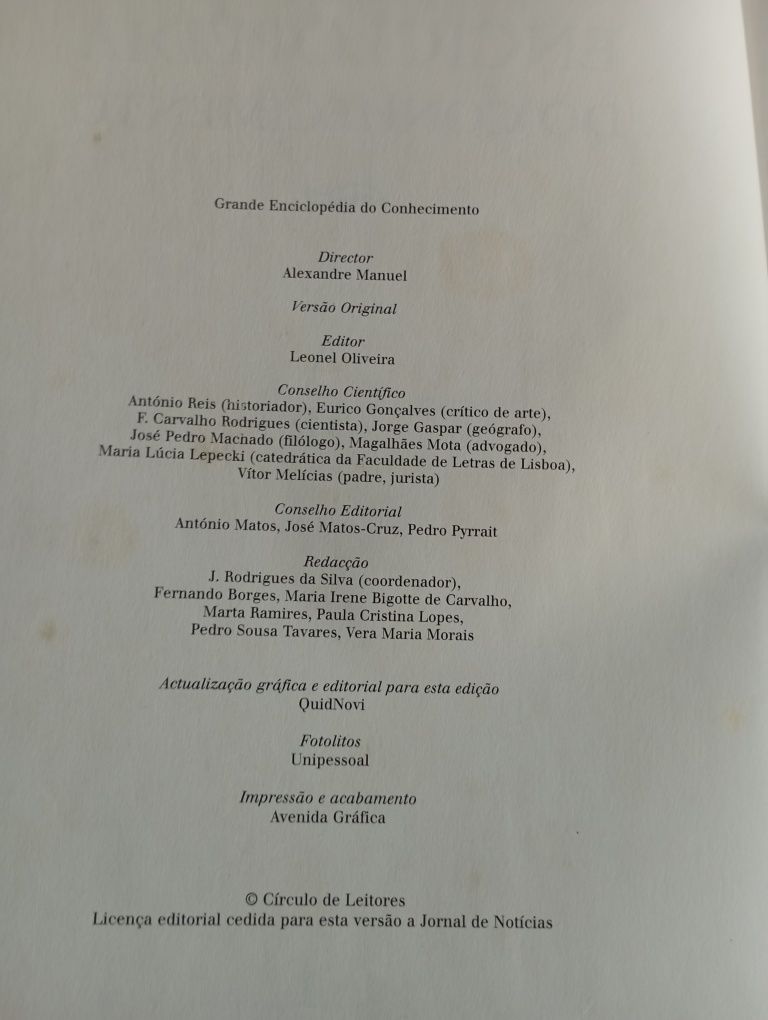 Grande Enciclopédia do Conhecimento
Director
Alexandre Manuel
Versão Original
Editor
Leonel Oliveira
Conselho Científico
António Reis (historiador), Eurico Gonçalves (crítico de arte),
F. Carvalho Rodrigues (cientista), Jorge Gaspar (geógrafo),
José Pedro Machado (filólogo), Magalhães Mota (advogado),
Maria Lúcia Lepecki (catedrática da Faculdade de Letras de Lisboa),
Vítor Melícias (padre, jurista)
Conselho Editorial
António Matos, José Matos-Cruz, Pedro Pyrrait
Redacção
J. Rodrigues da Silva (coordenador),
Fernando Borges, Maria Irene Bigotte de Carvalho,
Marta Ramires, Paula Cristina Lopes,
Pedro Sousa Tavares, Vera Maria Morais
Actualização gráfica e editorial para esta edição
QuidNovi
Fotolitos
Unipessoal
Impressão e acabamento
Avenida Gráfica
© Círculo de Leitores
Licença editorial cedida para esta versão a Jornal de Notícias